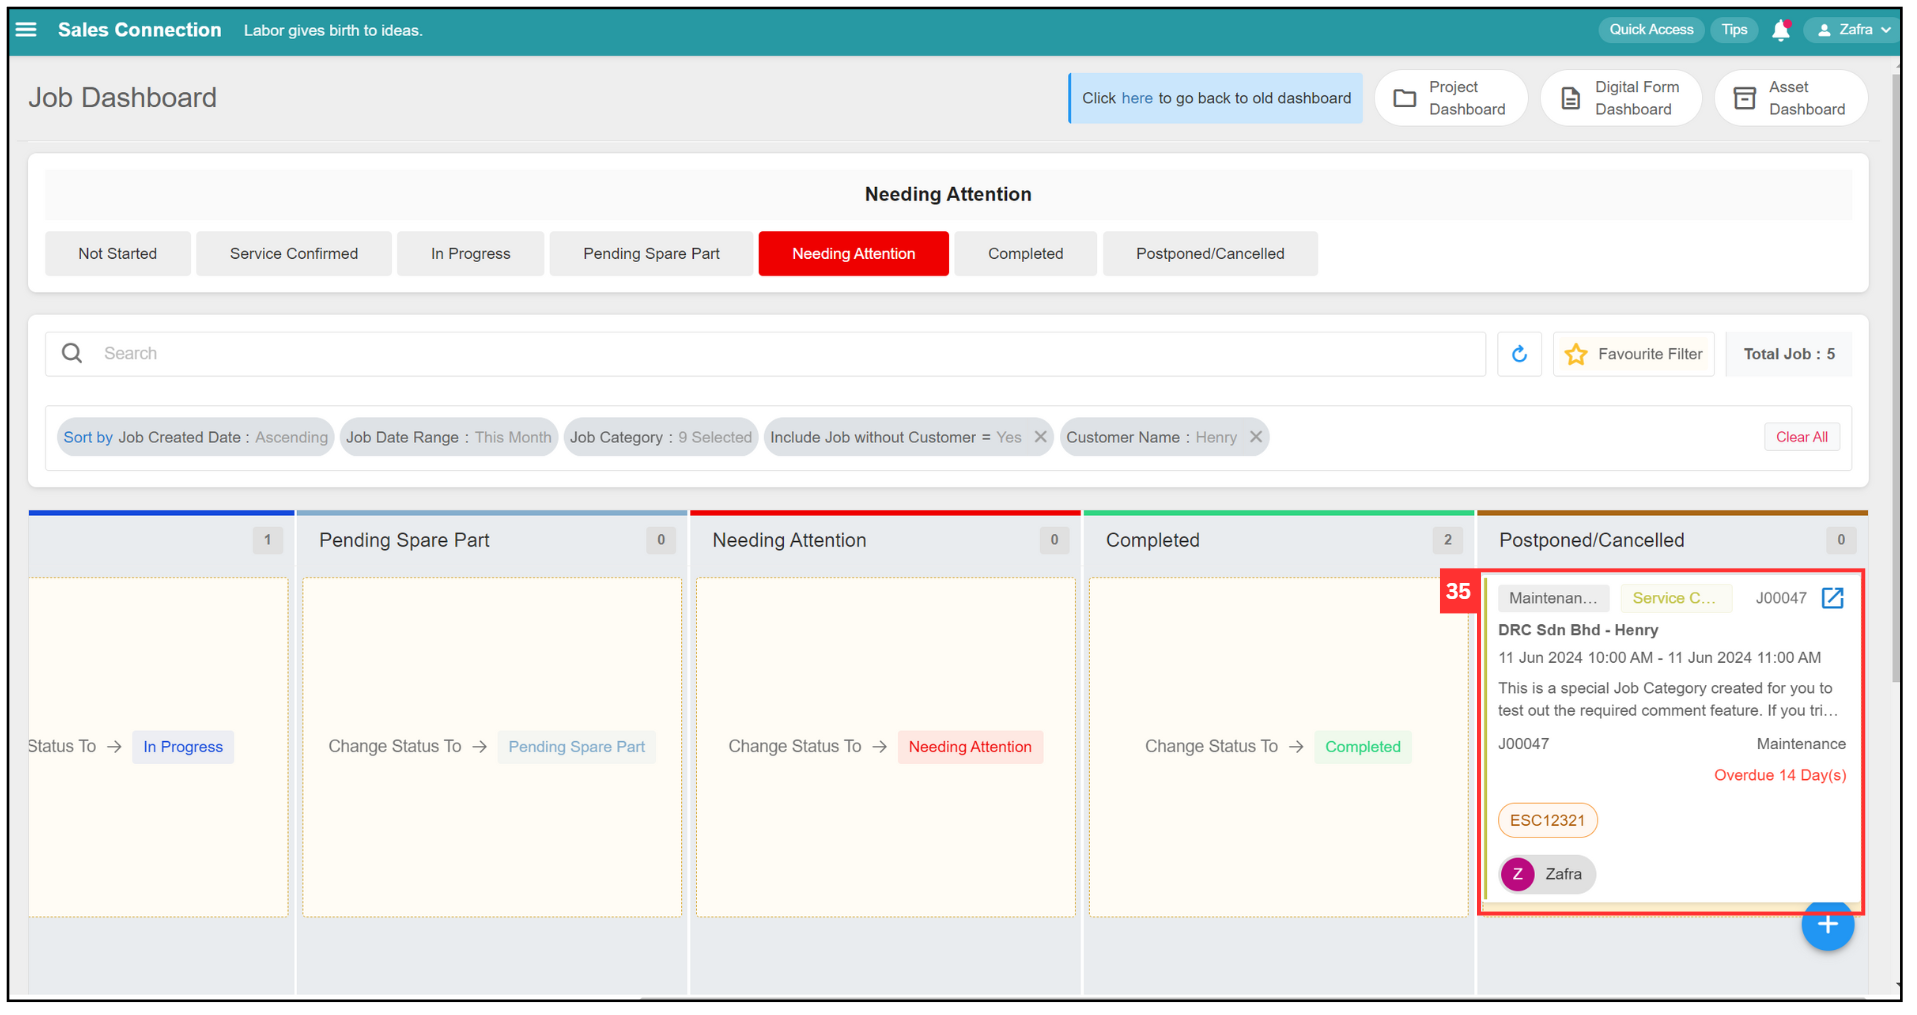 Sales Connection Labor gives birth to ideas. Quick Access Tips Zafra
Job Dashboard
Click here to go back to old dashboard
Project
Dashboard
Digital Form
Dashboard
Asset
Dashboard
Needing Attention
Not Started Service Confirmed In Progress Pending Spare Part Needing Attention Completed Postponed/Cancelled
Search Favourite Filter Total Job : 5
Sort by Job Created Date : Ascending Job Date Range : This Month Job Category : 9 Selected Include Job without Customer = Yes Customer Name : Henry Clear All
1 Pending Spare Part 0 Needing Attention 0 Completed 2 Postponed/Cancelled 0
Status To → In Progress
Change Status To → Pending Spare Part
Change Status To → Needing Attention
Change Status To → Completed
35
Maintenan... Service C... J00047
DRC Sdn Bhd - Henry
11 Jun 2024 10:00 AM - 11 Jun 2024 11:00 AM
This is a special Job Category created for you to
test out the required comment feature. If you tri...
J00047 Maintenance
Overdue 14 Day(s)
ESC12321
Z Zafra